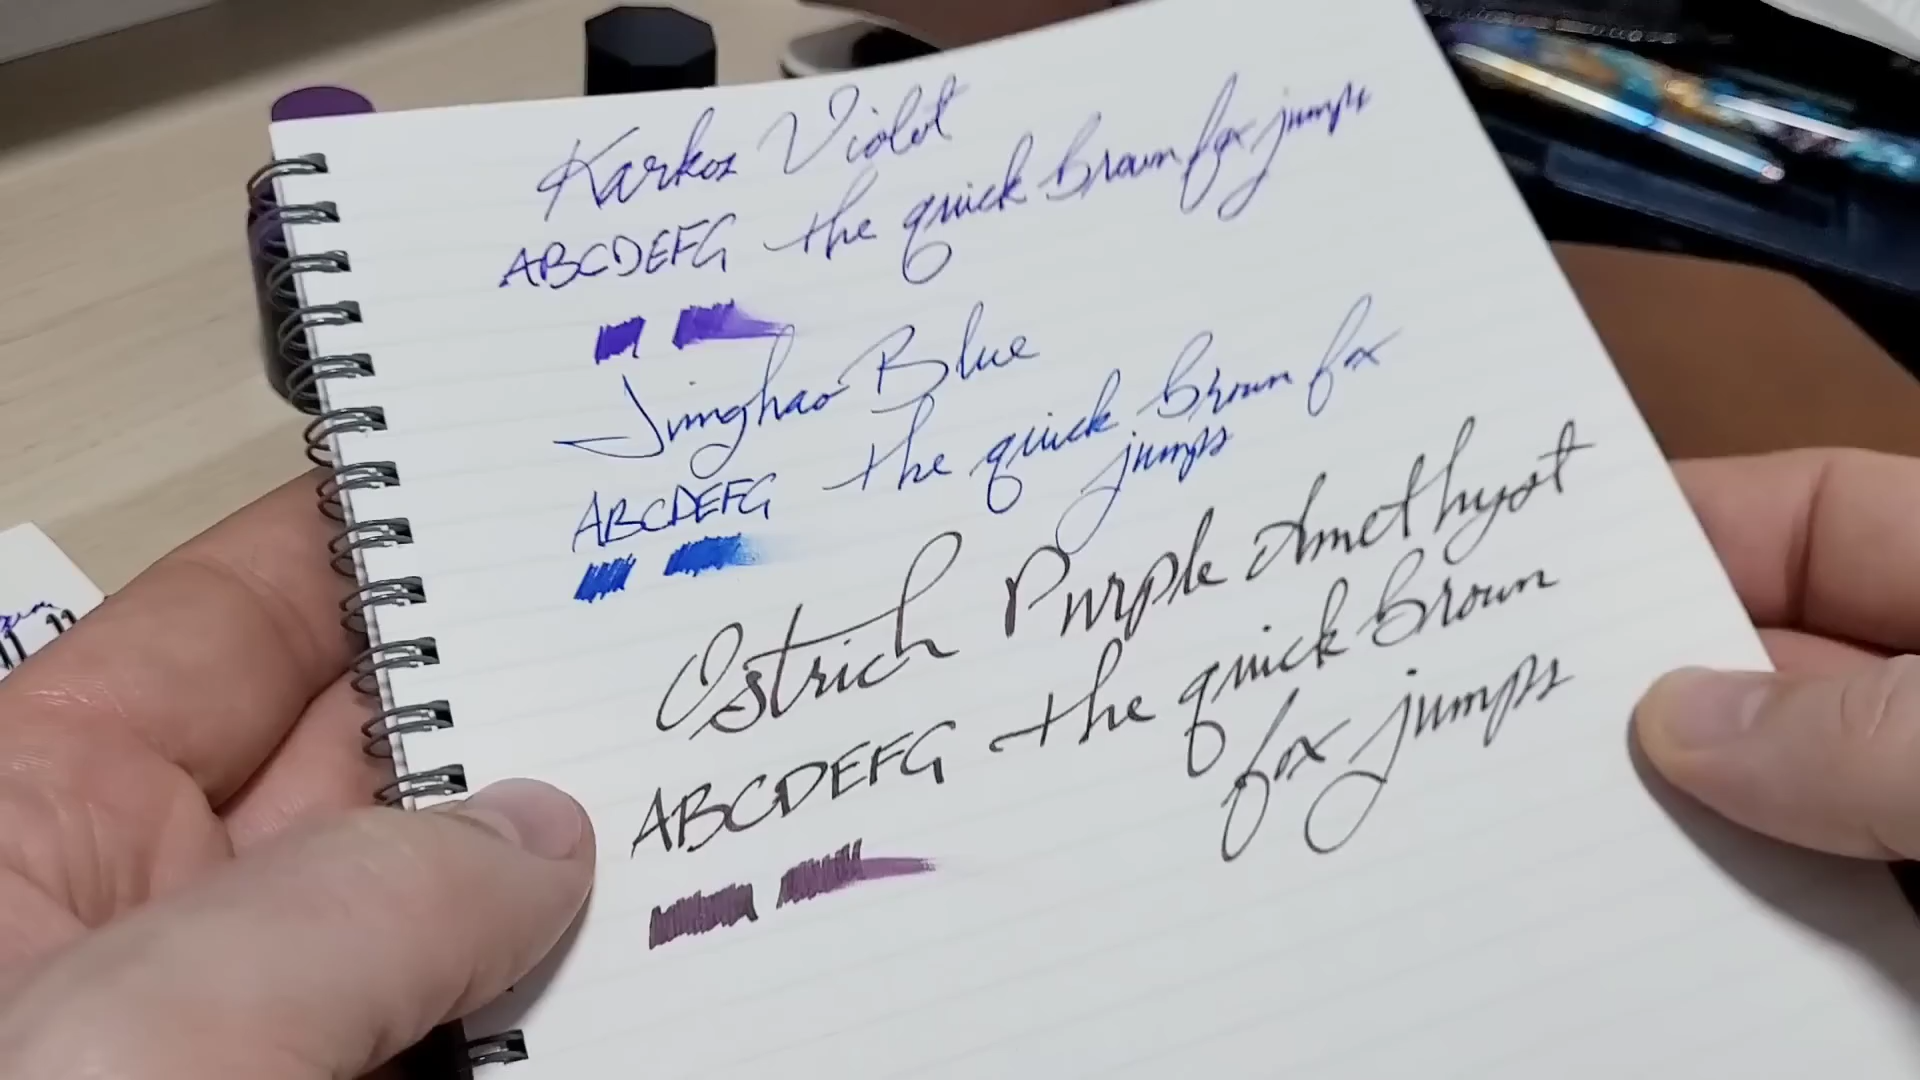 Karkos Violet
ABCDEFG the quick brown fox jumps
Jinghao Blue
ABCDEFG the quick brown fox
jumps
Ostrich Purple Amethyst
ABCDEFG the quick brown
fox jumps